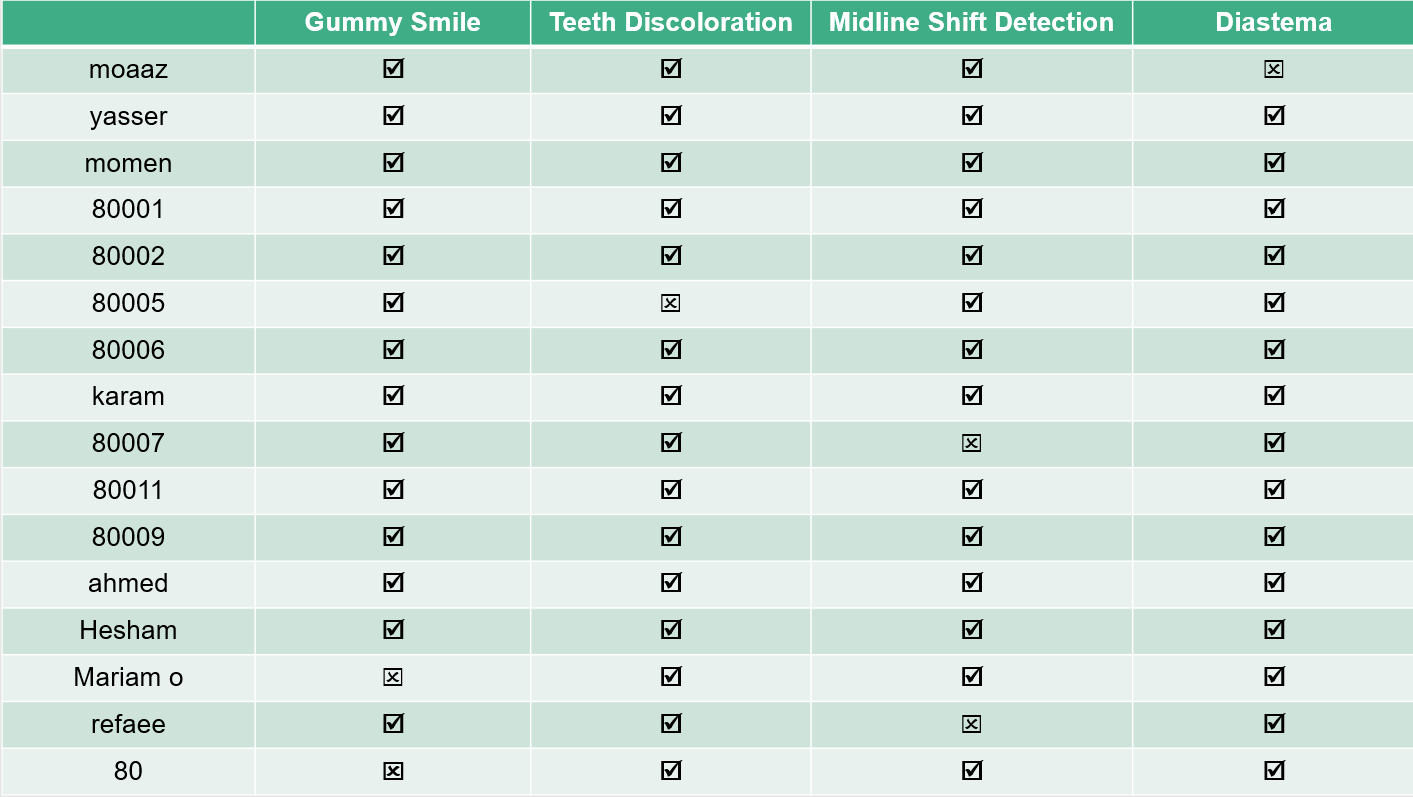 Gummy Smile Teeth Discoloration Midline Shift Detection Diastema
moaaz ☑ ☑ ☑ ☒
yasser ☑ ☑ ☑ ☑
momen ☑ ☑ ☑ ☑
80001 ☑ ☑ ☑ ☑
80002 ☑ ☑ ☑ ☑
80005 ☑ ☒ ☑ ☑
80006 ☑ ☑ ☑ ☑
karam ☑ ☑ ☑ ☑
80007 ☑ ☑ ☒ ☑
80011 ☑ ☑ ☑ ☑
80009 ☑ ☑ ☑ ☑
ahmed ☑ ☑ ☑ ☑
Hesham ☑ ☑ ☑ ☑
Mariam o ☒ ☑ ☑ ☑
refaee ☑ ☑ ☒ ☑
80 ☒ ☑ ☑ ☑